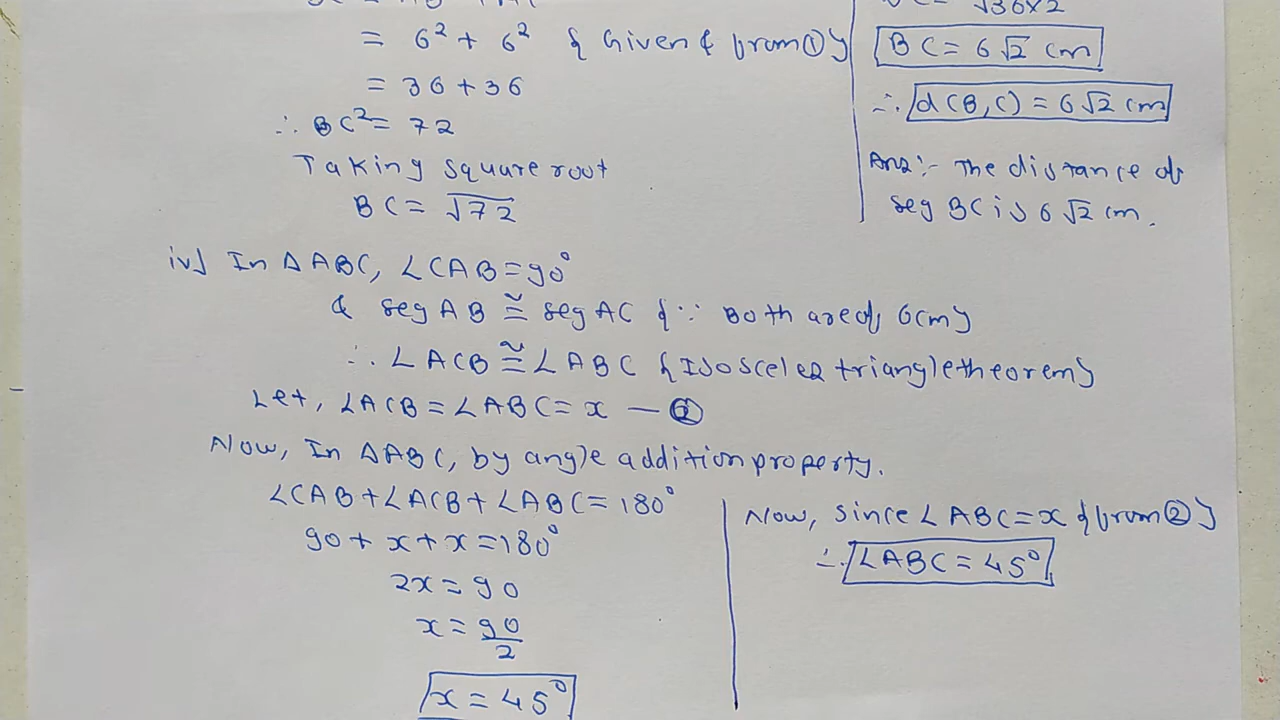 = 6² + 6² { Given & from ①}
= 36 + 36
∴ BC² = 72
Taking square root
BC = √72
√36×2
BC = 6√2 cm
∴ d(B,C) = 6√2 cm
Ans:- The distance of
seg BC is 6√2 cm.
iv) In △ABC, ∠CAB = 90°
& seg AB ≅ seg AC {∵ Both are of 6cm}
∴ ∠ACB ≅ ∠ABC {Isosceles triangle theorem}
Let, ∠ACB = ∠ABC = x — ②
Now, In △ABC, by angle addition property.
∠CAB + ∠ACB + ∠ABC = 180°
90 + x + x = 180°
2x = 90
x = 90/2
x = 45°
Now, since ∠ABC = x {from ②}
∴ ∠ABC = 45°